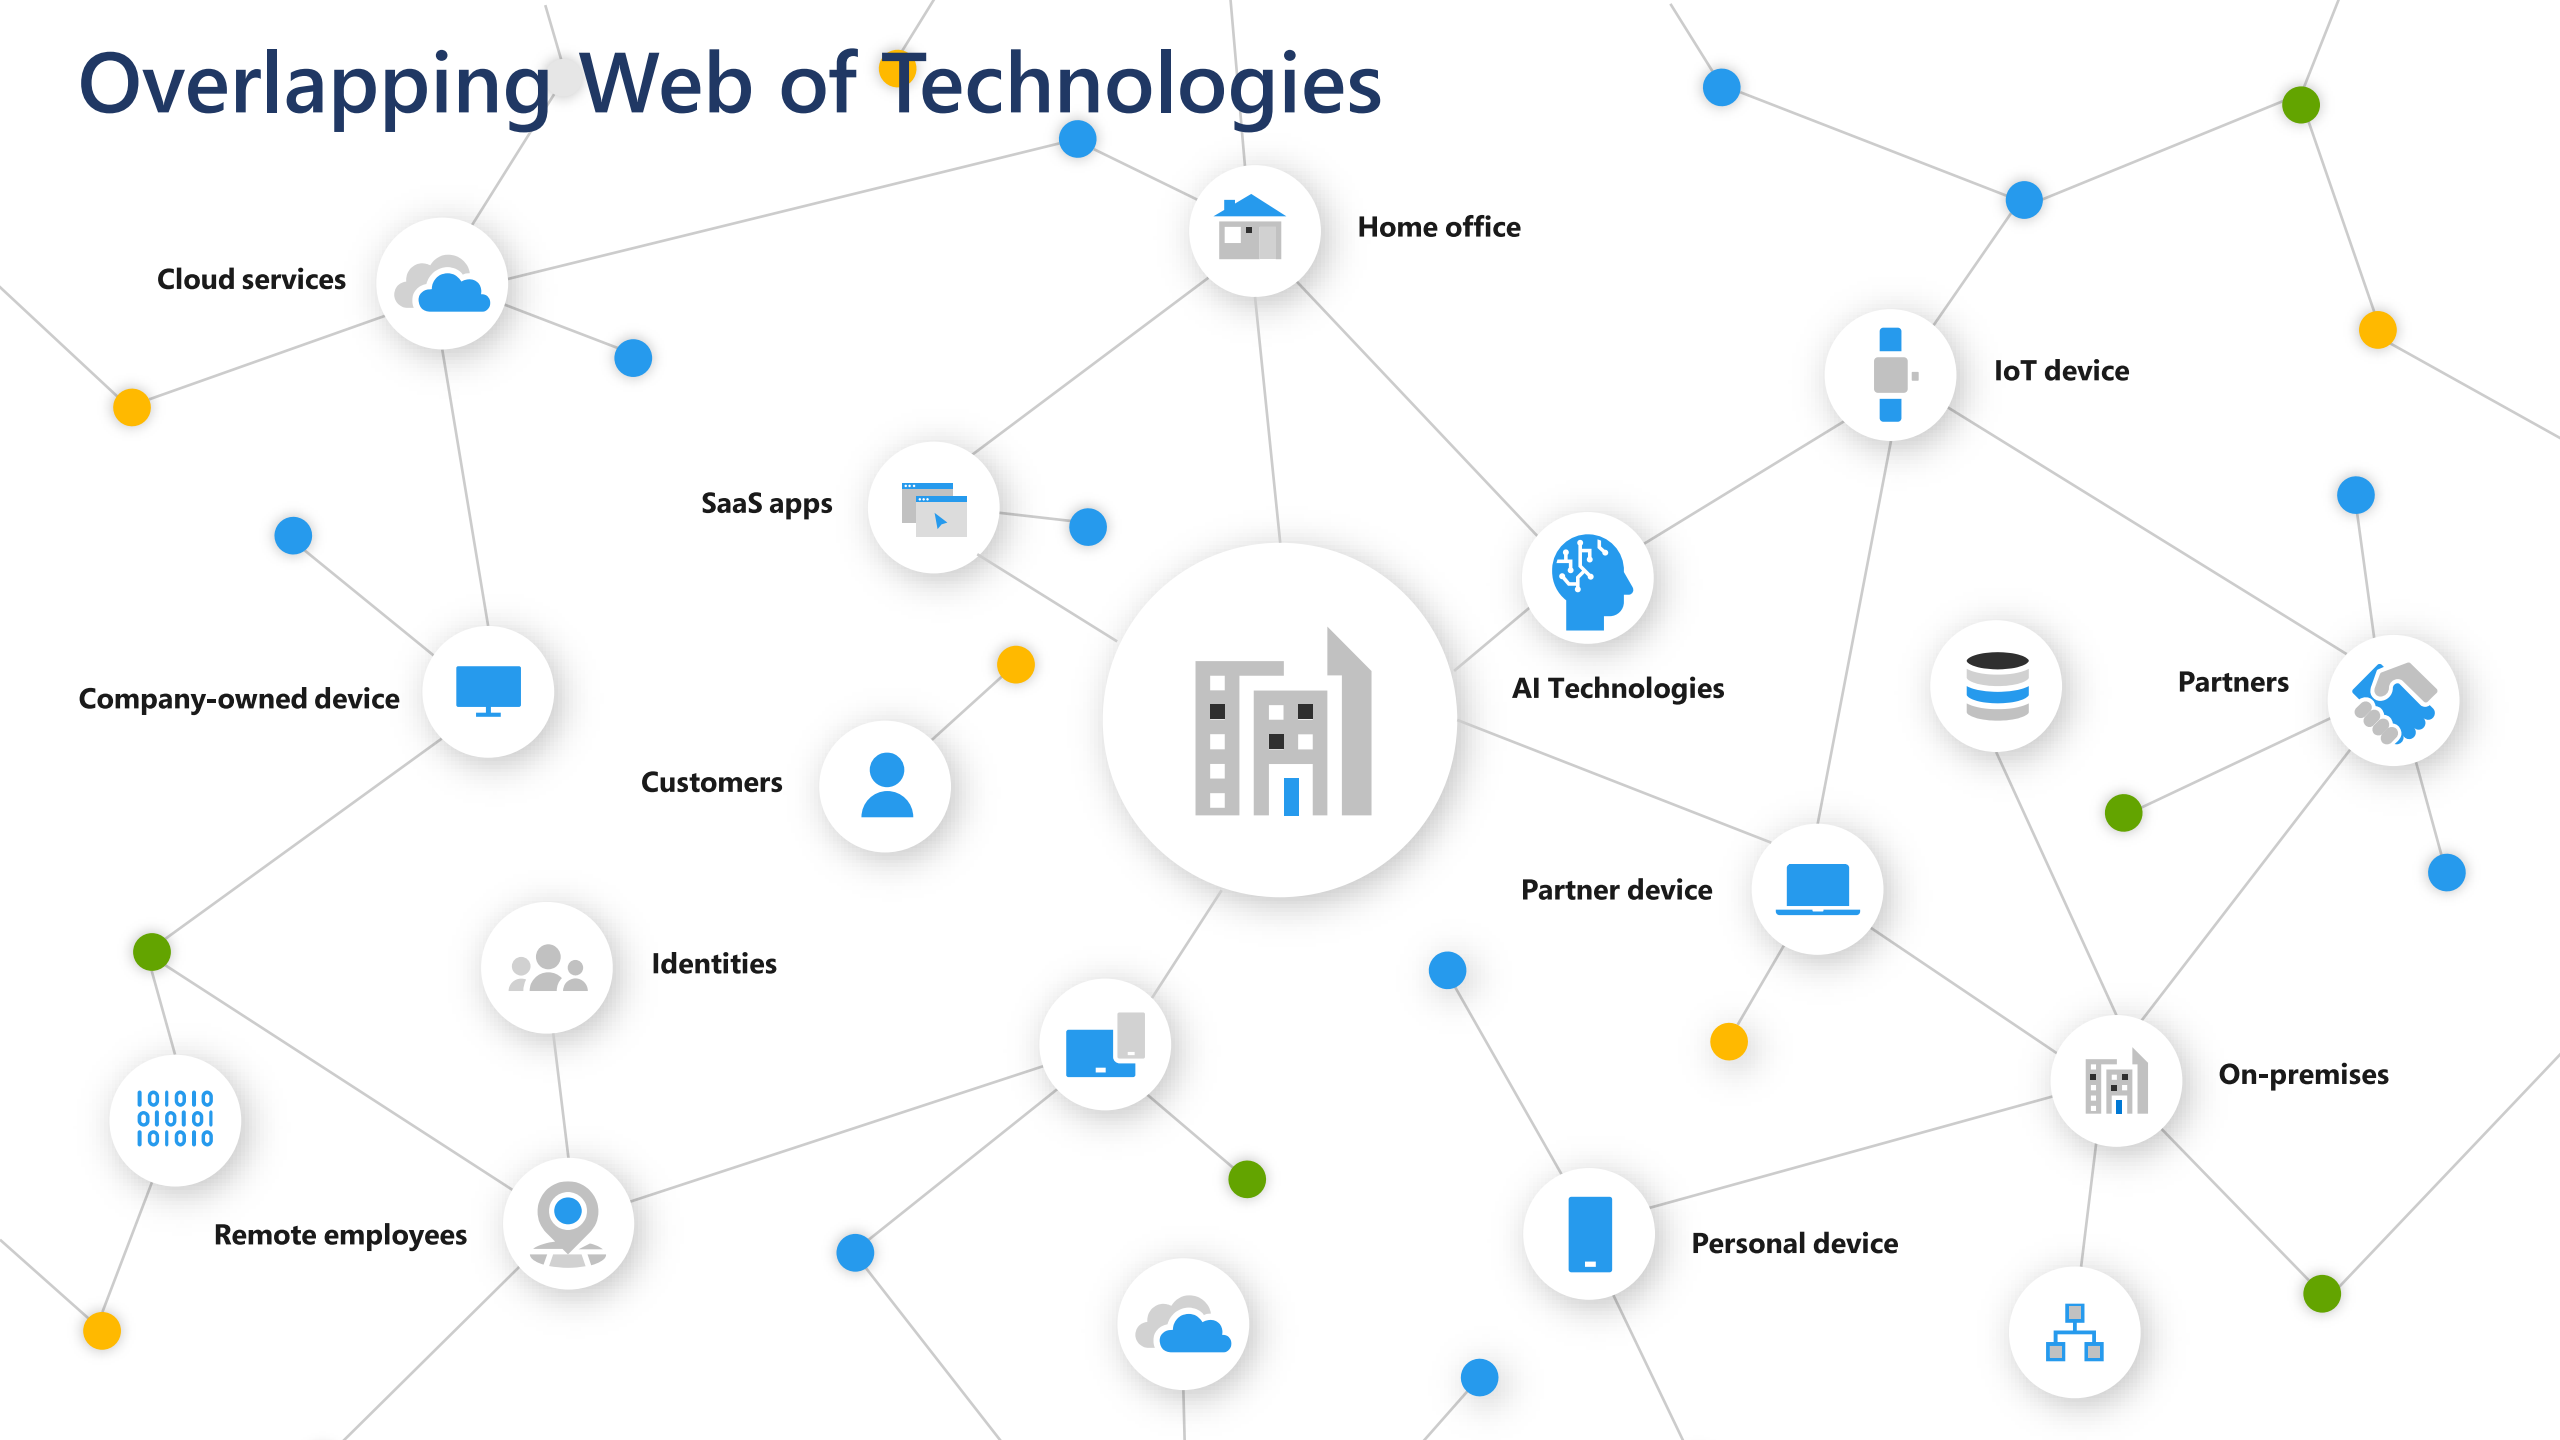 Overlapping Web of Technologies
Home office
Cloud services
IoT device
SaaS apps
AI Technologies
Partners
Company-owned device
Customers
Partner device
Identities
On-premises
101010
010101
101010
Remote employees
Personal device